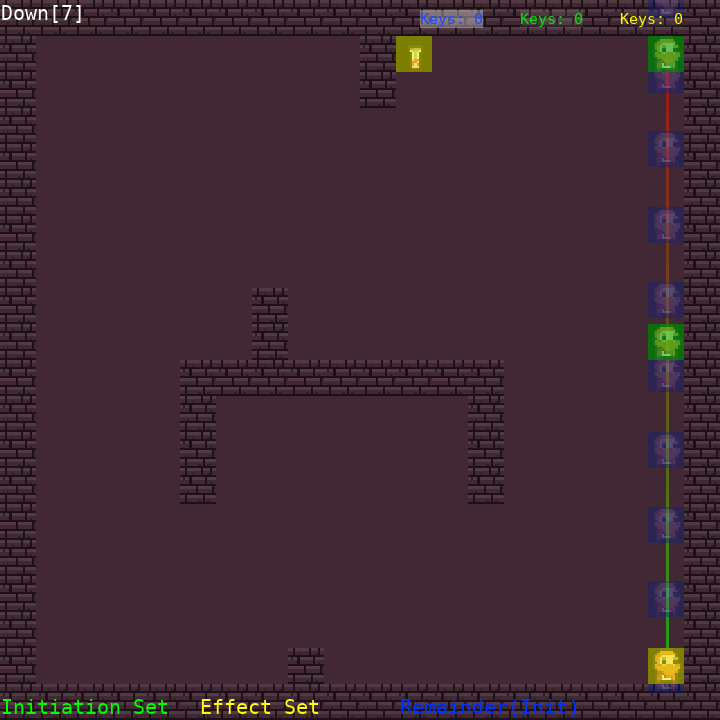 Down[7]
Keys: 0 Keys: 0 Keys: 0
Initiation Set Effect Set Remainder(Init)